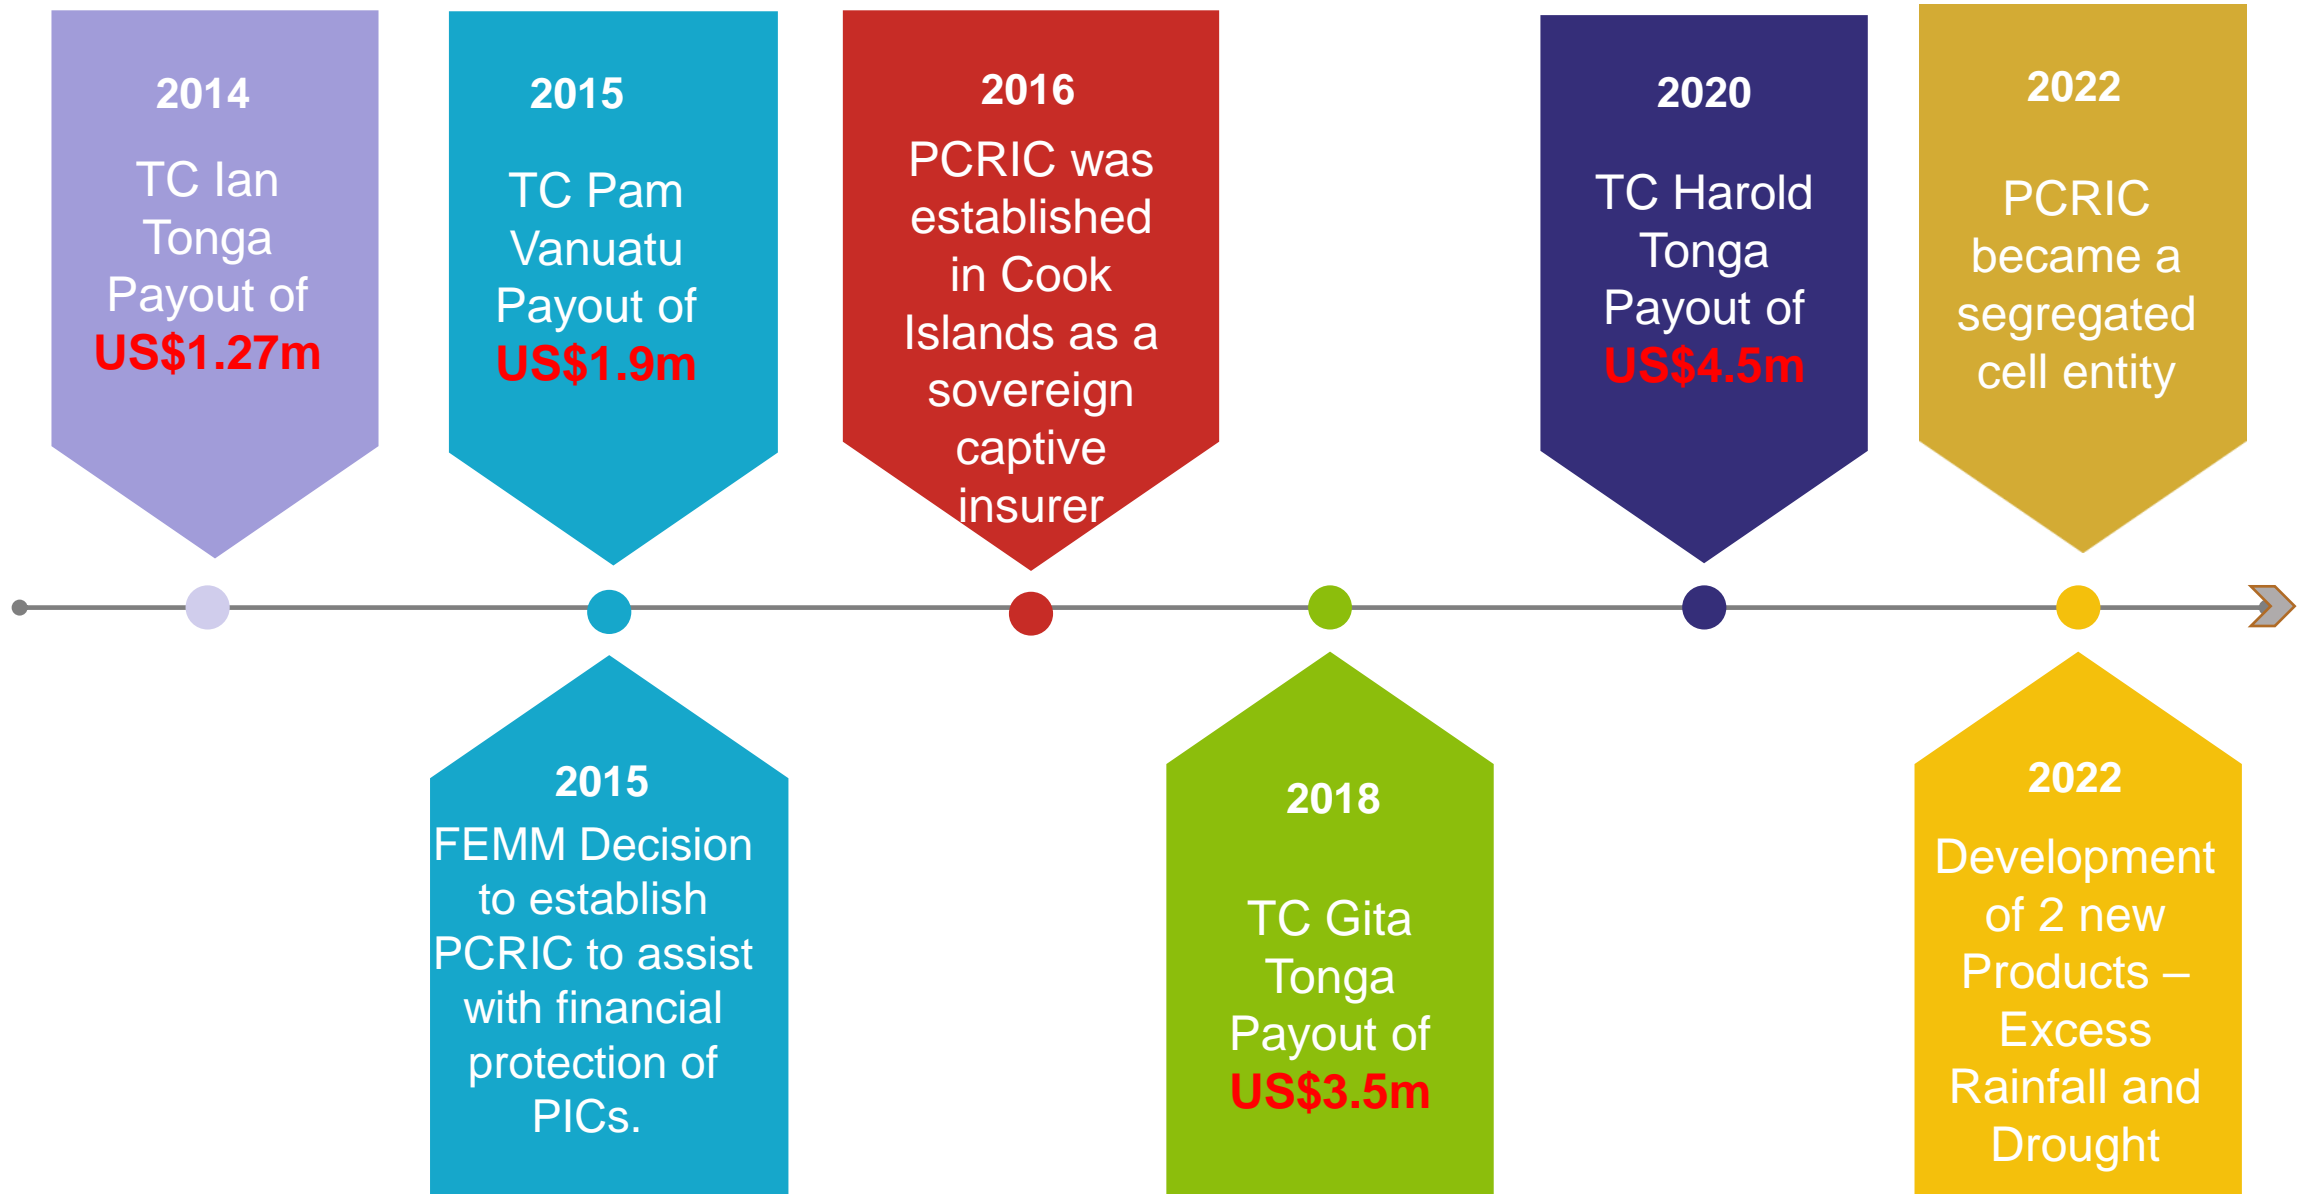 2014
TC Ian
Tonga
Payout of
US$1.27m
2015
TC Pam
Vanuatu
Payout of
US$1.9m
2016
PCRIC was
established
in Cook
Islands as a
sovereign
captive
insurer
2020
TC Harold
Tonga
Payout of
US$4.5m
2022
PCRIC
became a
segregated
cell entity
2015
FEMM Decision
to establish
PCRIC to assist
with financial
protection of
PICs.
2018
TC Gita
Tonga
Payout of
US$3.5m
2022
Development
of 2 new
Products –
Excess
Rainfall and
Drought